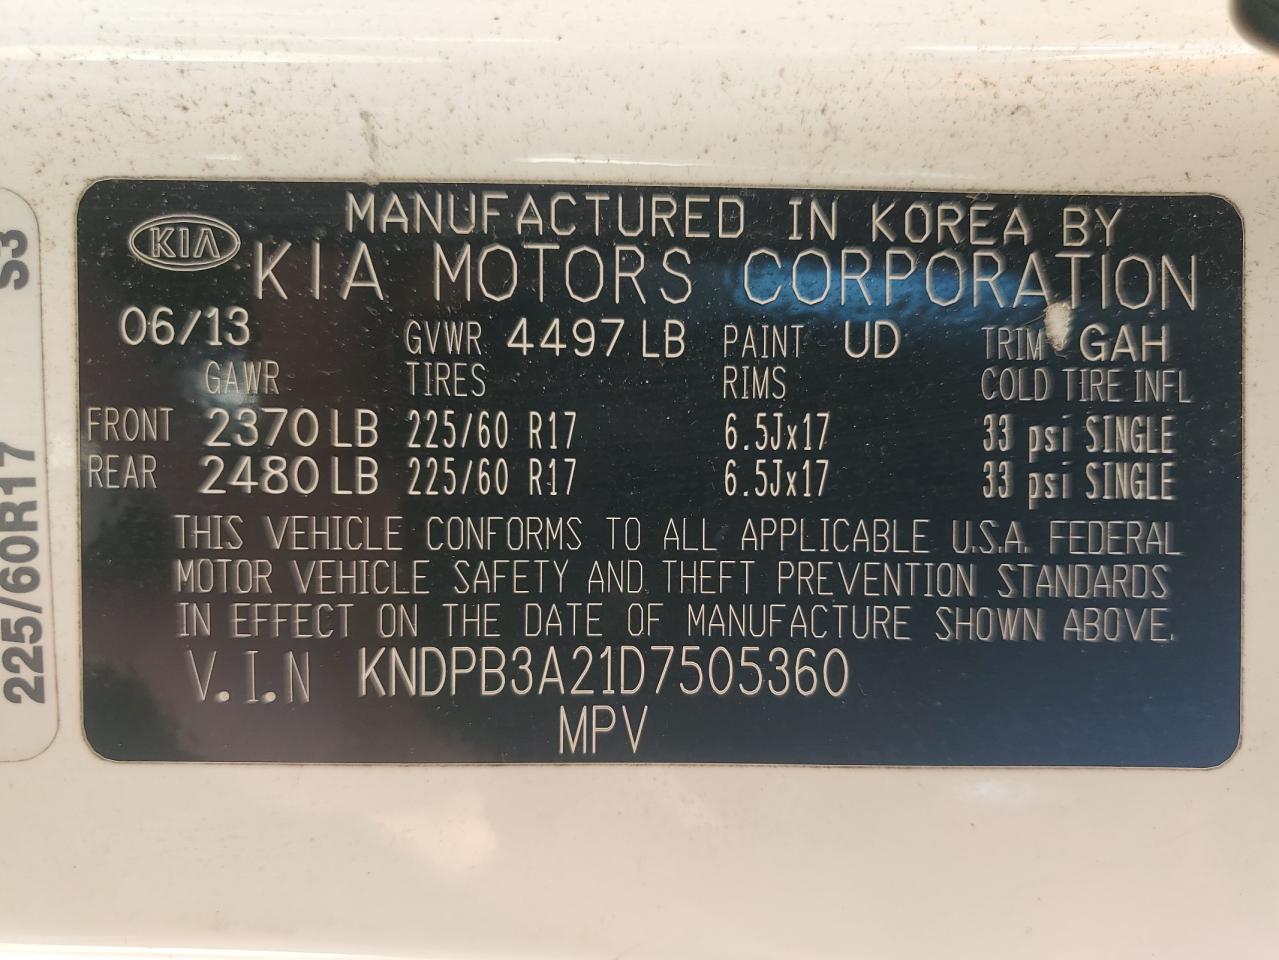 MANUFACTURED IN KOREA BY
KIA
KIA MOTORS CORPORATION
06/13 GVWR 4497 LB PAINT UD TRIM GAH
GAWR TIRES RIMS COLD TIRE INFL
FRONT 2370 LB 225/60 R17 6.5Jx17 33 psi SINGLE
REAR 2480 LB 225/60 R17 6.5Jx17 33 psi SINGLE
THIS VEHICLE CONFORMS TO ALL APPLICABLE U.S.A. FEDERAL
MOTOR VEHICLE SAFETY AND THEFT PREVENTION STANDARDS
IN EFFECT ON THE DATE OF MANUFACTURE SHOWN ABOVE.
V.I.N KNDPB3A21D7505360
MPV
225/60R17 S3